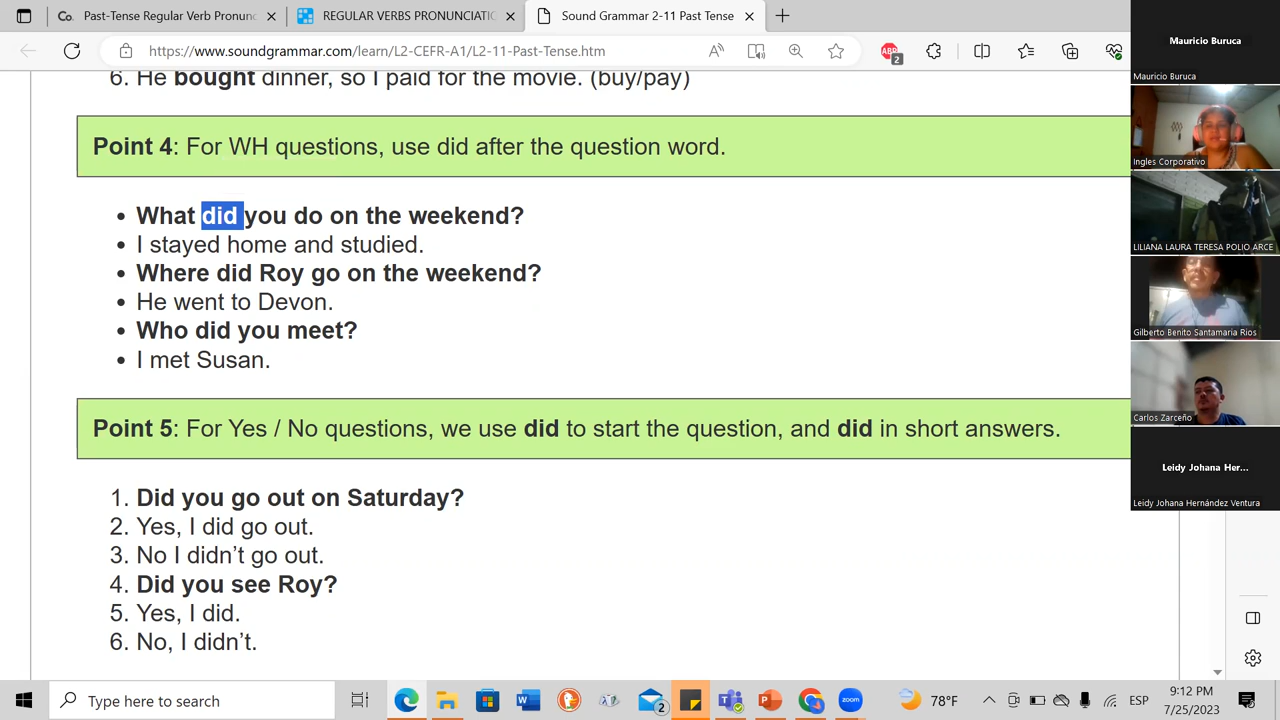 Past-Tense Regular Verb Pronunc
REGULAR VERBS PRONUNCIATIO
Sound Grammar 2-11 Past Tense
https://www.soundgrammar.com/learn/L2-CEFR-A1/L2-11-Past-Tense.htm
ABP
2
6. He bought dinner, so I paid for the movie. (buy/pay)
Point 4: For WH questions, use did after the question word.
• What did you do on the weekend?
• I stayed home and studied.
• Where did Roy go on the weekend?
• He went to Devon.
• Who did you meet?
• I met Susan.
Point 5: For Yes / No questions, we use did to start the question, and did in short answers.
1. Did you go out on Saturday?
2. Yes, I did go out.
3. No I didn’t go out.
4. Did you see Roy?
5. Yes, I did.
6. No, I didn’t.
Mauricio Buruca
Mauricio Buruca
Ingles Corporativo
LILIANA LAURA TERESA POLIO ARCE
Gilberto Benito Santamaria Rios
Carlos Zarceño
Leidy Johana Her...
Leidy Johana Hernández Ventura
Type here to search
2
zoom
78°F
ESP
9:12 PM
7/25/2023